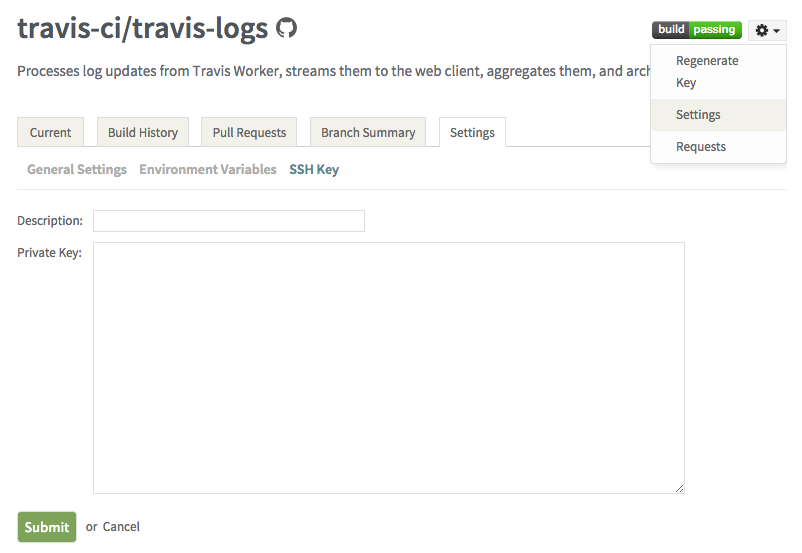 travis-ci/travis-logs
build passing
Processes log updates from Travis Worker, streams them to the web client, aggregates them, and
Regenerate
Key
Settings
Requests
Current
Build History
Pull Requests
Branch Summary
Settings
General Settings
Environment Variables
SSH Key
Description:
Private Key:
Submit or Cancel